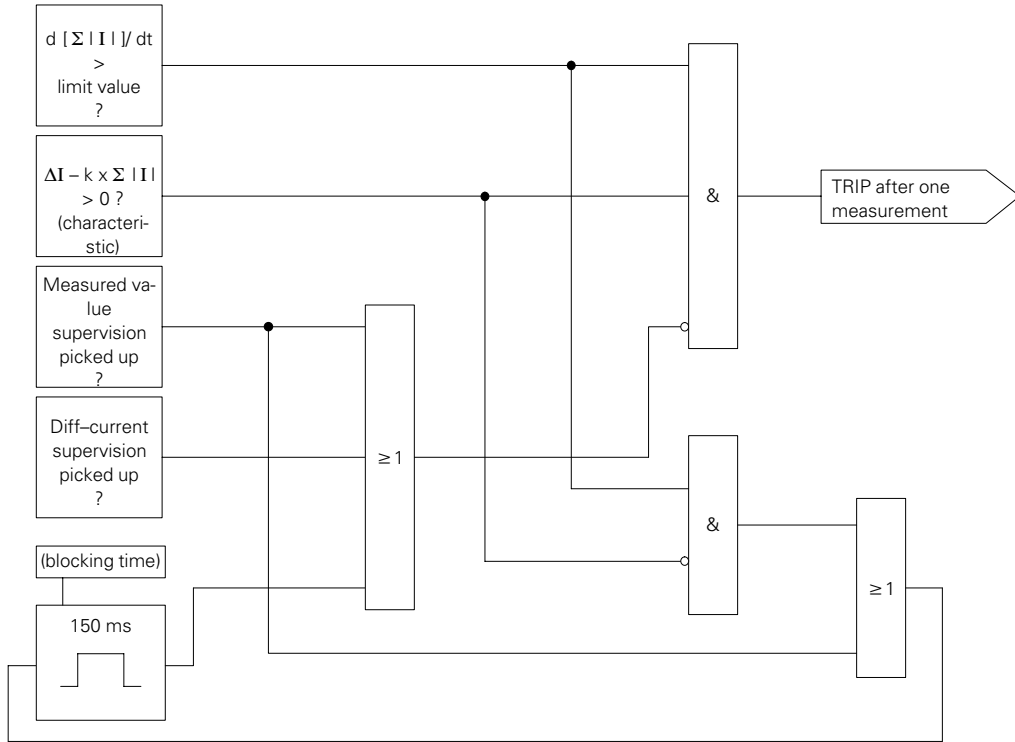 d [ Σ | I | ]/ dt
>
limit value
?
ΔI – k x Σ | I |
> 0 ?
(characteri-
stic)
Measured va-
lue
supervision
picked up
?
Diff–current
supervision
picked up
?
(blocking time)
150 ms
≥ 1
&
&
≥ 1
TRIP after one
measurement